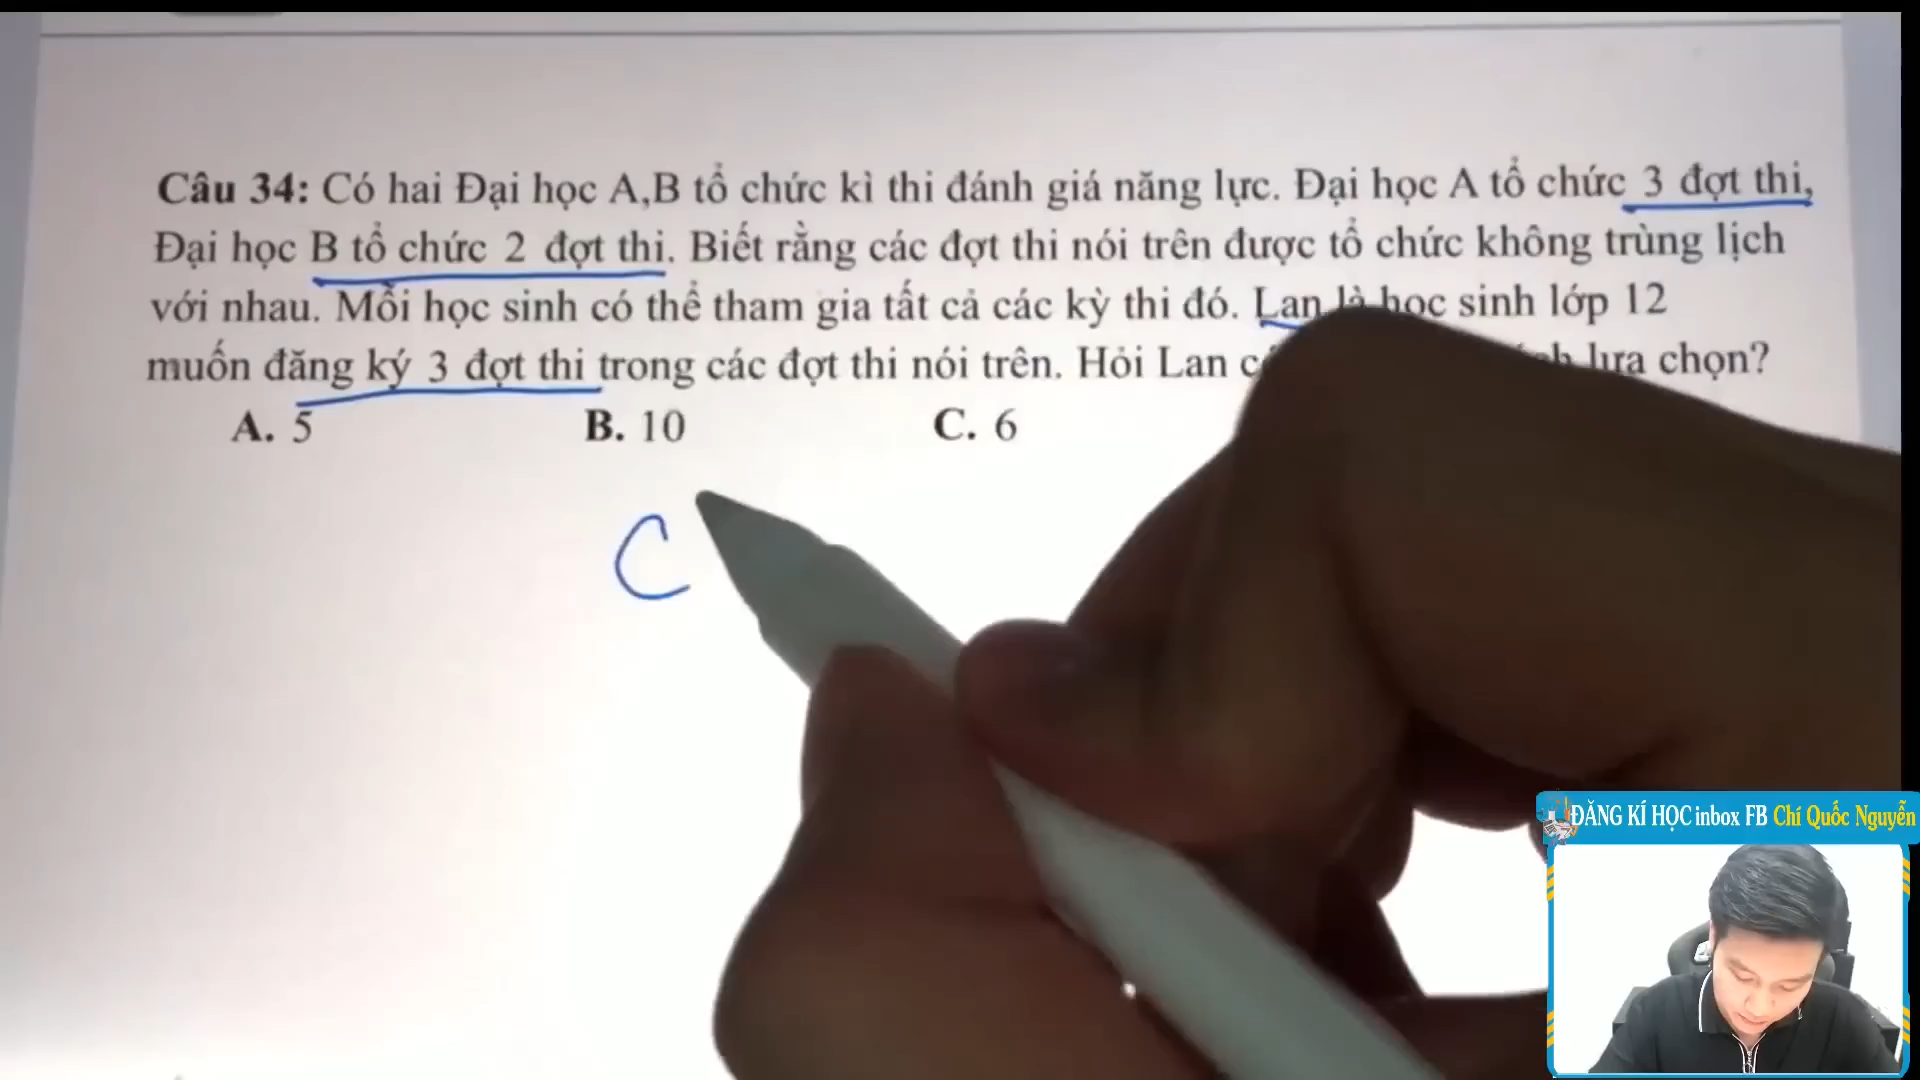 Câu 34: Có hai Đại học A,B tổ chức kì thi đánh giá năng lực. Đại học A tổ chức 3 đợt thi,
Đại học B tổ chức 2 đợt thi. Biết rằng các đợt thi nói trên được tổ chức không trùng lịch
với nhau. Mỗi học sinh có thể tham gia tất cả các kỳ thi đó. Lan là học sinh lớp 12
muốn đăng ký 3 đợt thi trong các đợt thi nói trên. Hỏi Lan lựa chọn?
A. 5 B. 10 C. 6
C
ĐĂNG KÍ HỌC inbox FB Chí Quốc Nguyễn